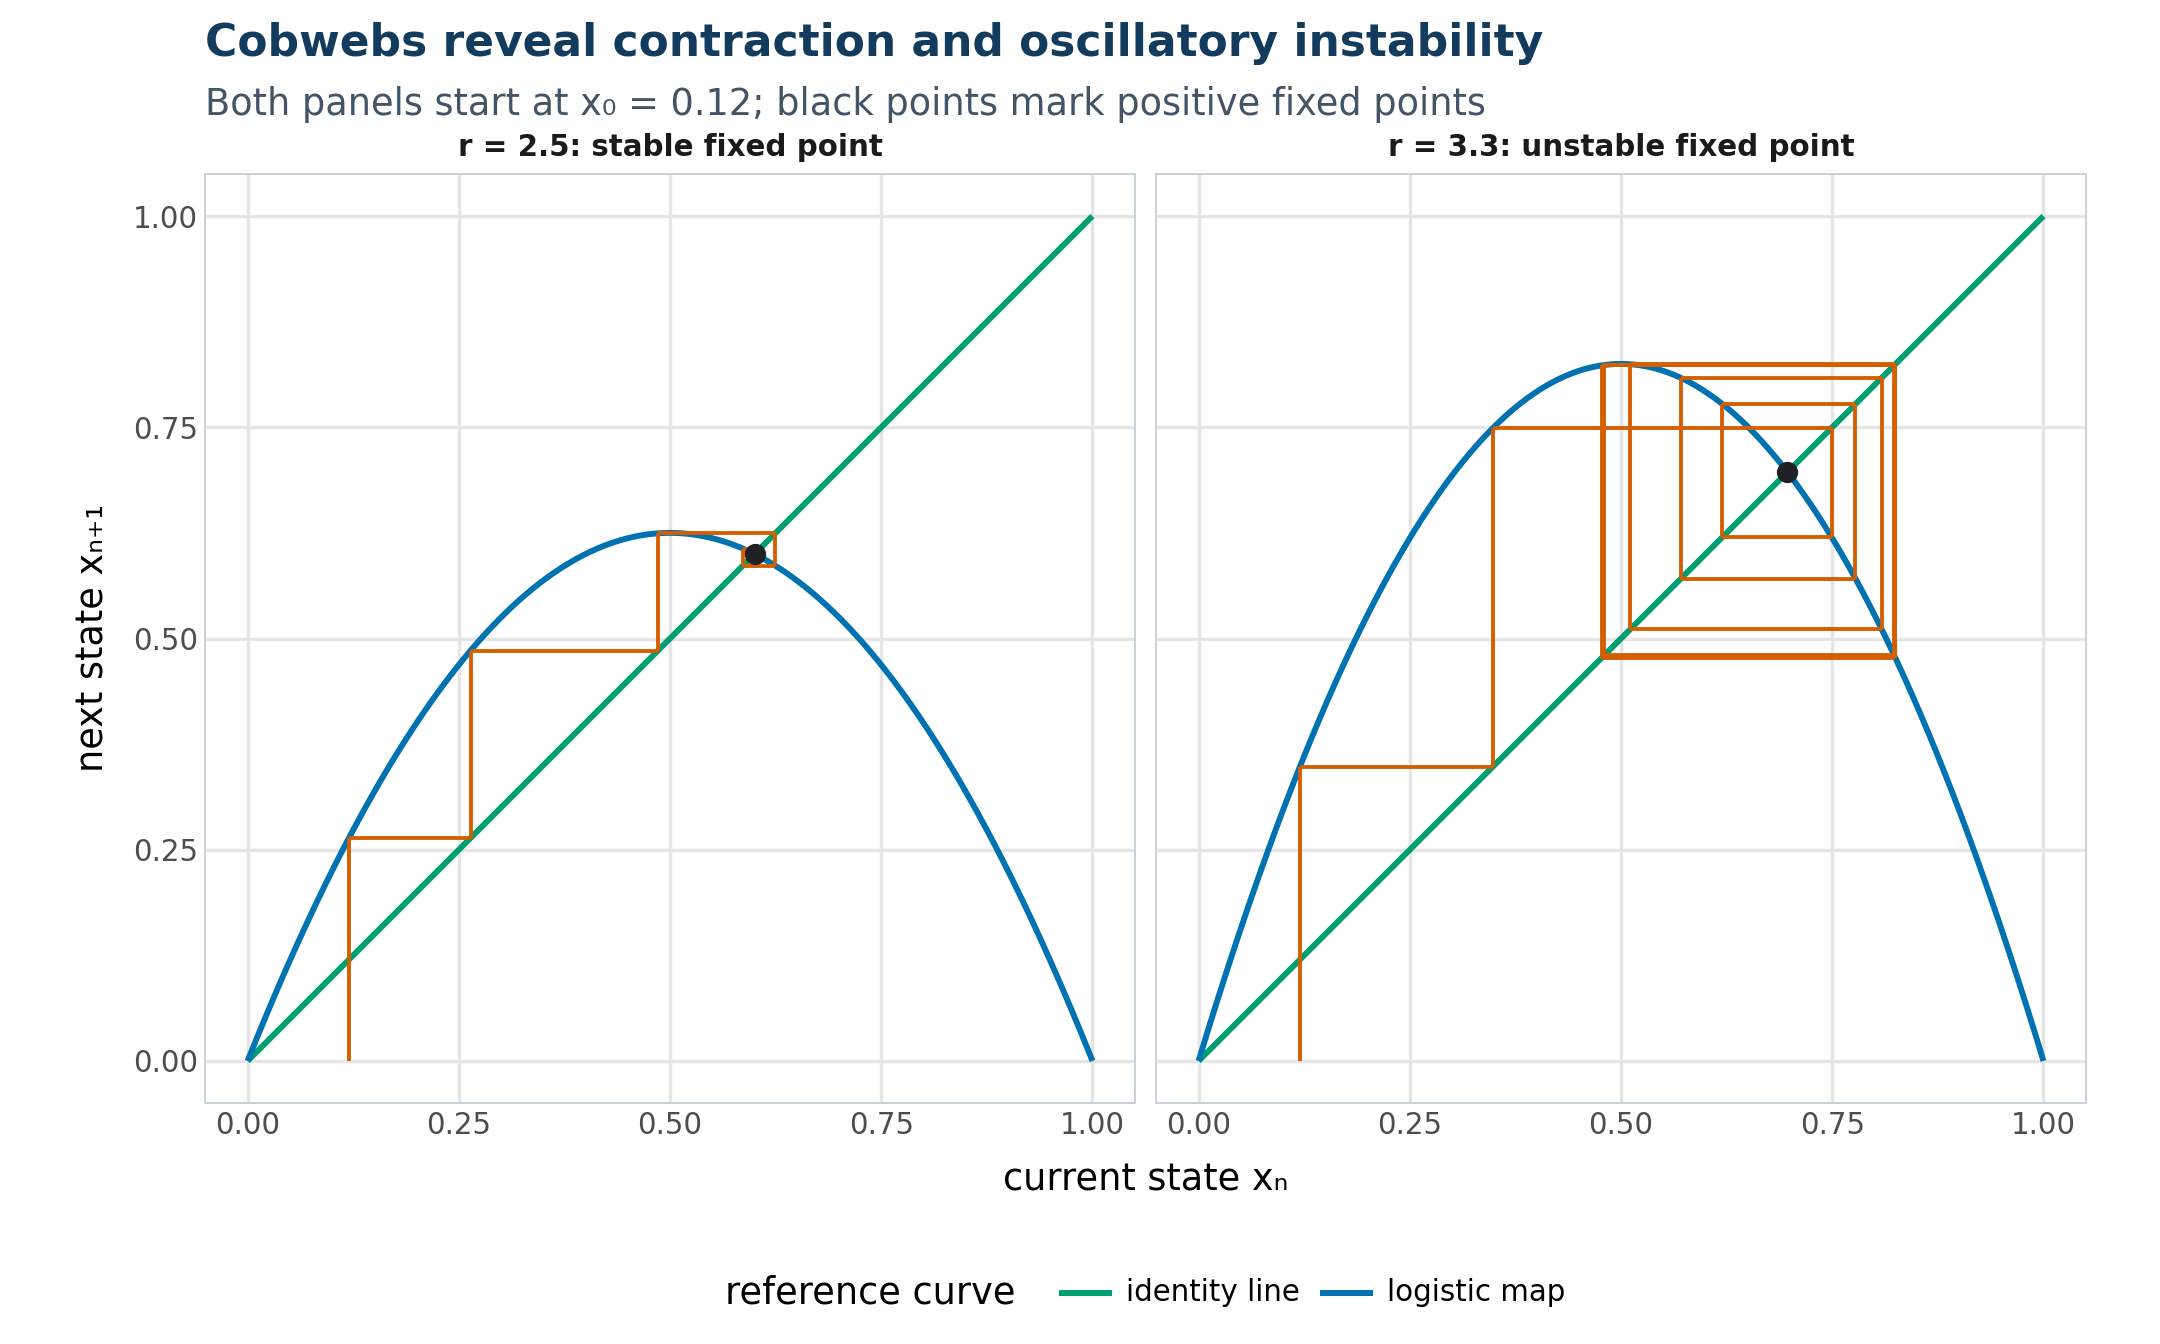 Cobwebs reveal contraction and oscillatory instability
Both panels start at x₀ = 0.12; black points mark positive fixed points
r = 2.5: stable fixed point
r = 3.3: unstable fixed point
next state xₙ₊₁
1.00
0.75
0.50
0.25
0.00
0.00 0.25 0.50 0.75 1.00
0.00 0.25 0.50 0.75 1.00
current state xₙ
reference curve identity line logistic map